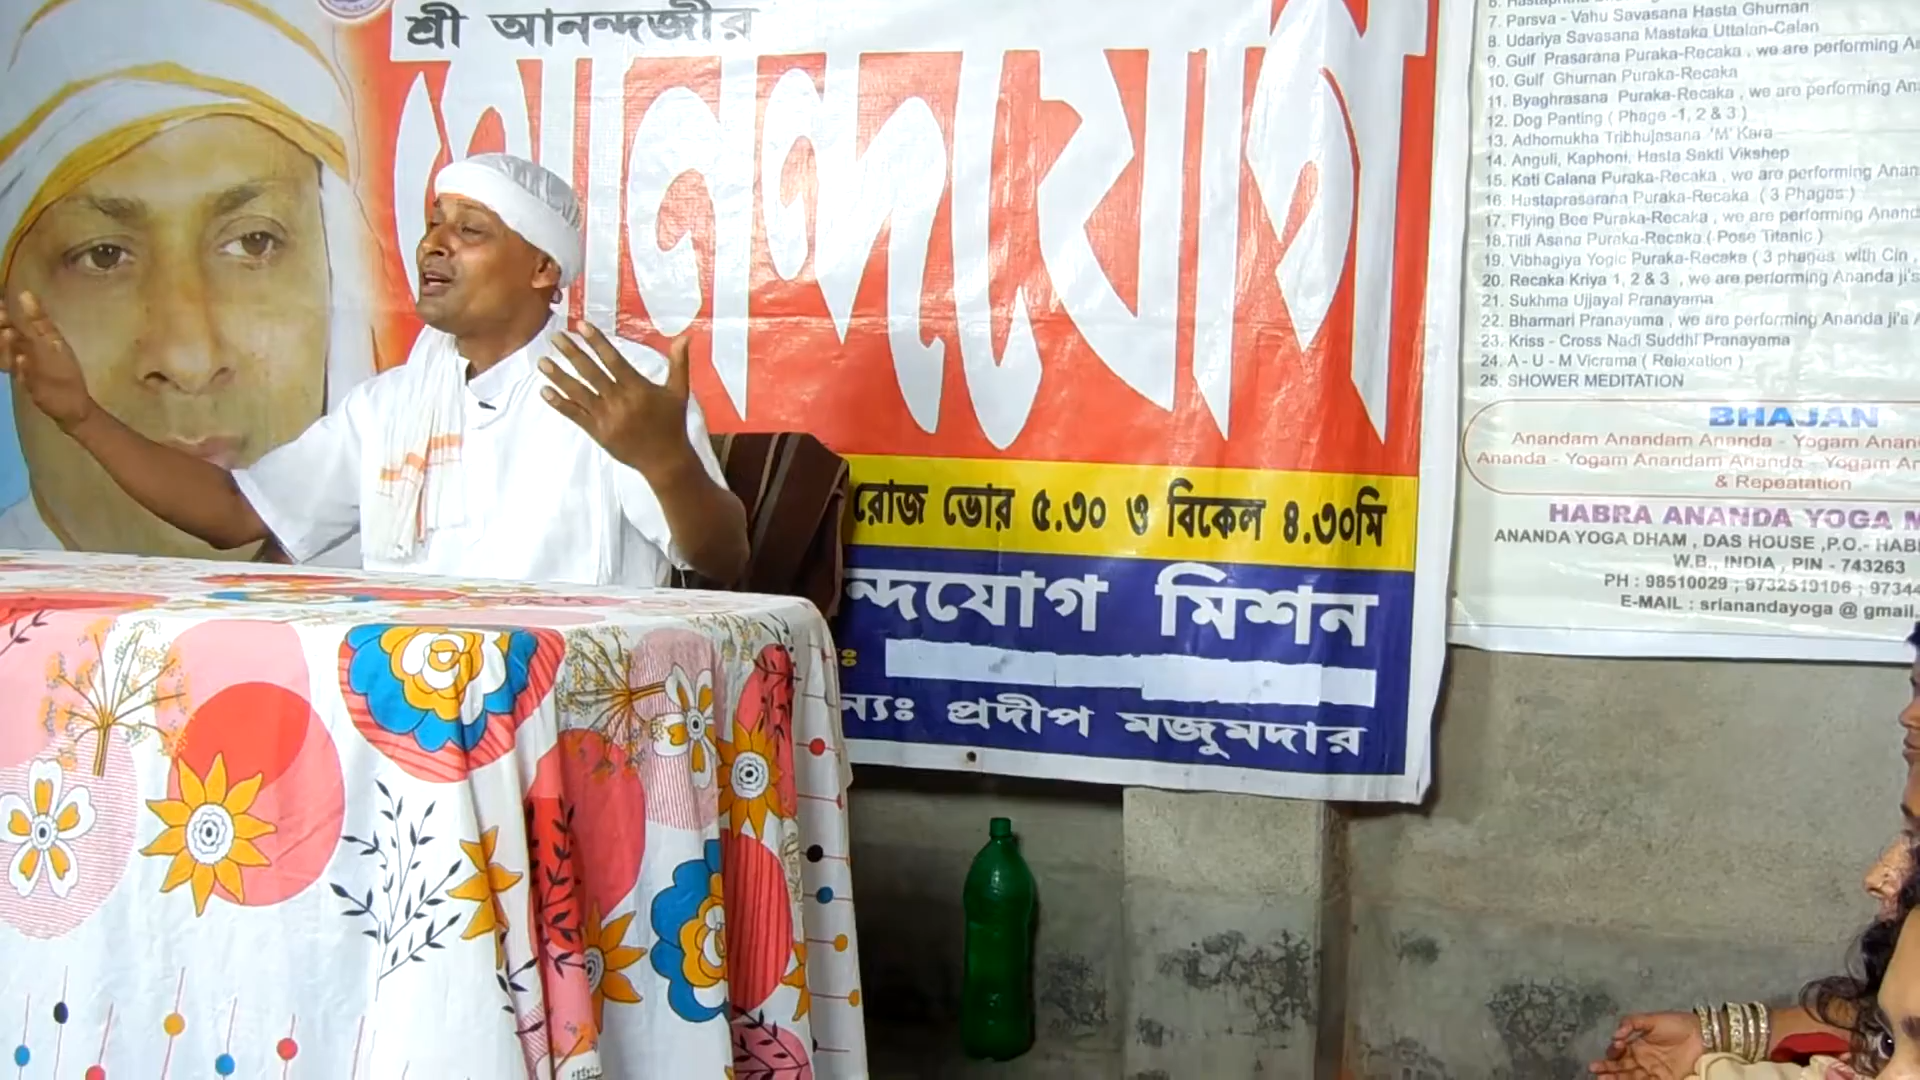 শ্রী আনন্দজীর
আনন্দযোগ
রোজ ভোর ৫.৩০ ও বিকেল ৪.৩০মি
ন্দযোগ মিশন
ন্যঃ প্রদীপ মজুমদার
7. Parsva - Vahu Savasana Hasta Ghurnan
8. Udariya Savasana Mastaka Uttalan-Calan
9. Gulf Prasarana Puraka-Recaka , we are performing
10. Gulf Ghurnan Puraka-Recaka
11. Byaghrasana Puraka-Recaka , we are performing
12. Dog Panting ( Phage -1, 2 & 3 )
13. Adhomukha Tribhujasana 'M' Kara
14. Anguli, Kaphoni, Hasta Sakti Vikshep
15. Kati Calana Puraka-Recaka , we are performing
16. Hastaprasarana Puraka-Recaka ( 3 Phages )
17. Flying Bee Puraka-Recaka , we are performing
18. Titli Asana Puraka-Recaka ( Pose Titanic )
19. Vibhagiya Yogic Puraka-Recaka ( 3 phages with Cin ,
20. Recaka Kriya 1, 2 & 3 , we are performing Ananda ji's
21. Sukhma Ujjayal Pranayama
22. Bharmari Pranayama , we are performing Ananda ji's
23. Kriss - Cross Nadi Suddhi Pranayama
24. A - U - M Vicrama ( Relaxation )
25. SHOWER MEDITATION
BHAJAN
Anandam Anandam Ananda - Yogam
Ananda - Yogam Anandam Ananda - Yogam
& Repeatation
HABRA ANANDA YOGA
ANANDA YOGA DHAM , DAS HOUSE ,P.O.-
W.B., INDIA , PIN - 743263
PH : 98510029 ; 9732519106 ;
E-MAIL : srianandayoga @ gmail.